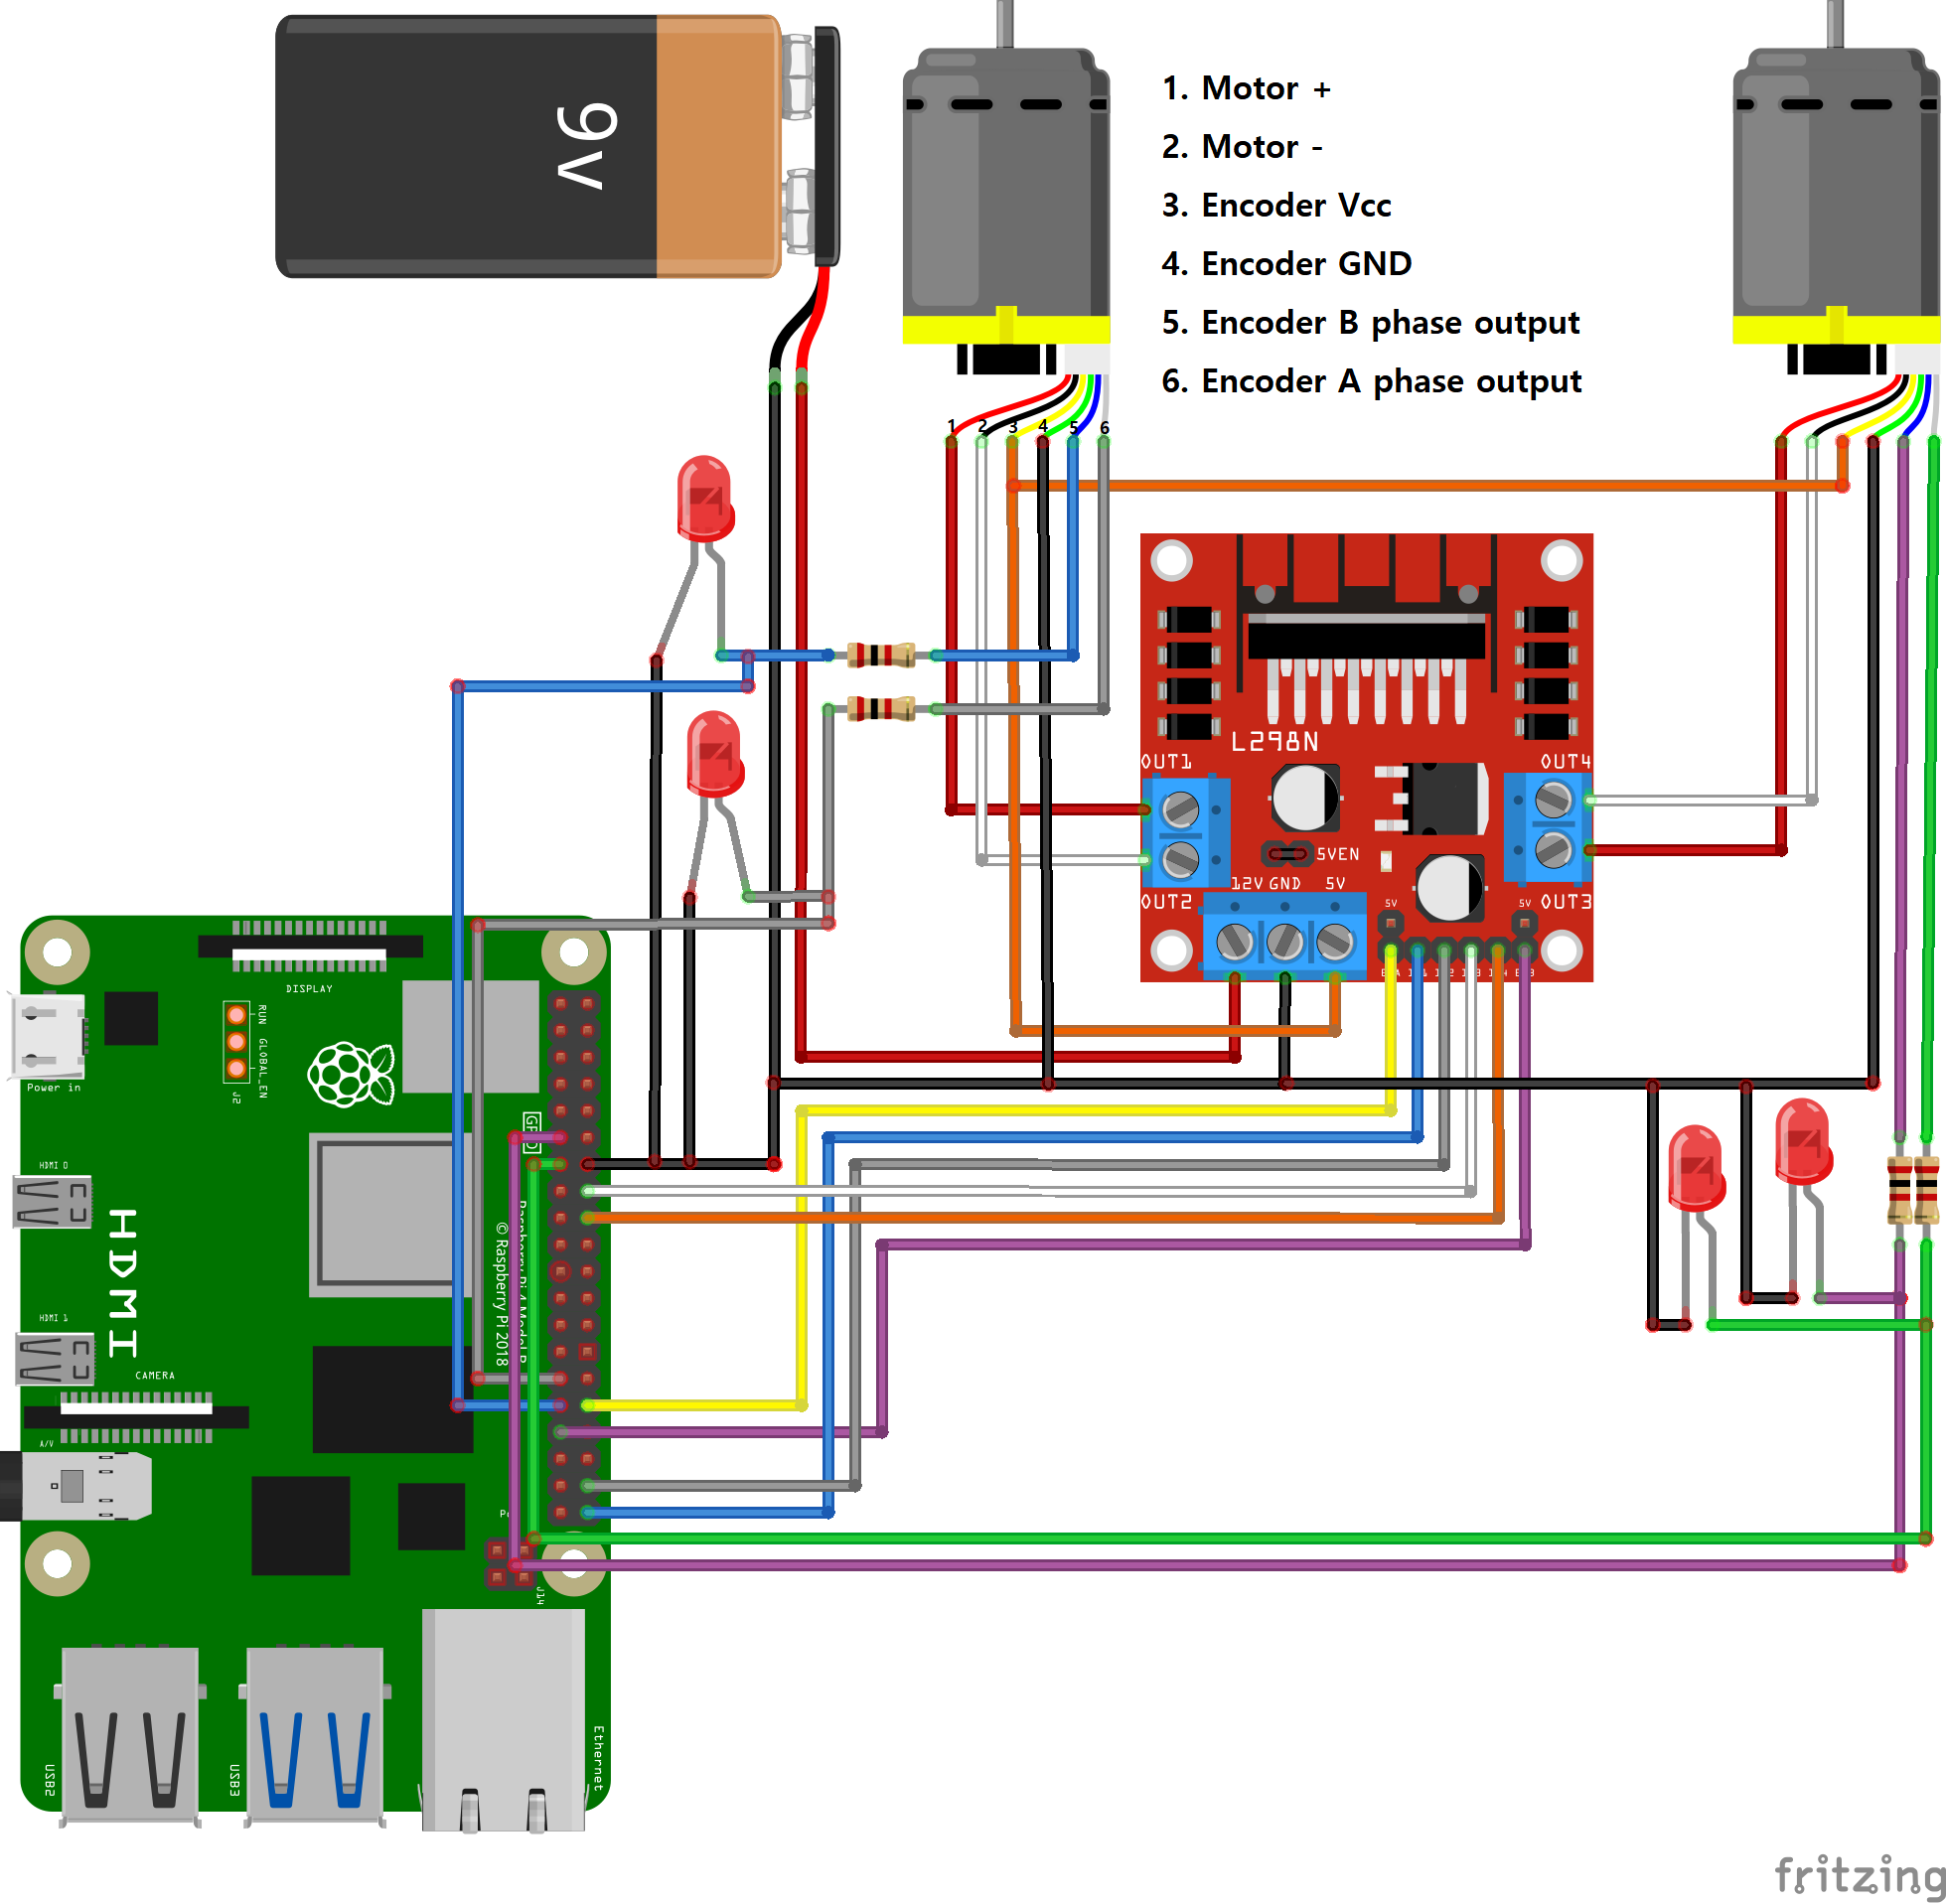 9v
1. Motor +
2. Motor -
3. Encoder Vcc
4. Encoder GND
5. Encoder B phase output
6. Encoder A phase output
1 2 3 4 5 6
L298N
OUT1
OUT4
5VEN
12V GND 5V
OUT2
OUT3
5V
5V
DISPLAY
RUN
GLOBAL_EN
J2
Power in
HDMI 0
HDMI
HDMI 1
Raspberry Pi 4 Model B
© Raspberry Pi 2018
CAMERA
A/V
J14
USB2
USB3
Ethernet
fritzing